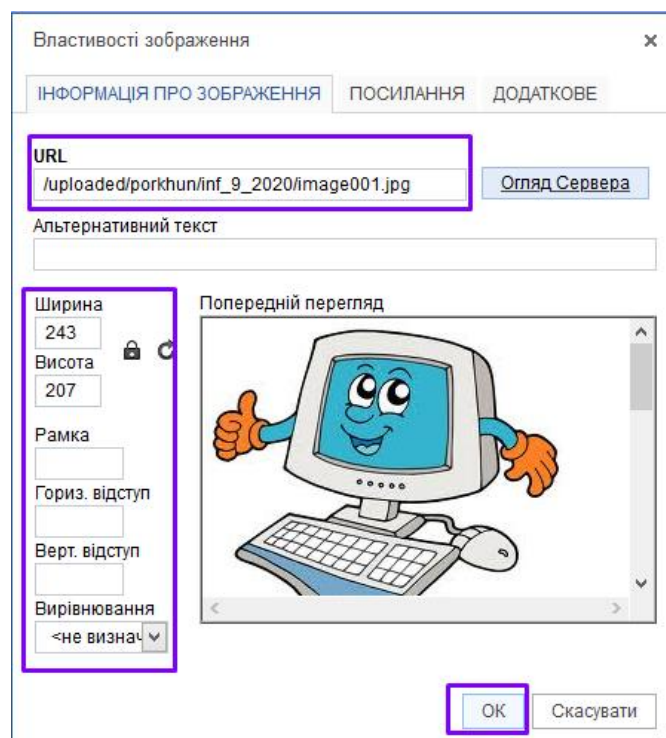 Властивості зображення
ІНФОРМАЦІЯ ПРО ЗОБРАЖЕННЯ ПОСИЛАННЯ ДОДАТКОВЕ
URL
/uploaded/porkhun/inf_9_2020/image001.jpg Огляд Сервера
Альтернативний текст
Ширина
243
Висота
207
Рамка
Гориз. відступ
Верт. відступ
Вирівнювання
<не визнач
Попередній перегляд
ОК Скасувати